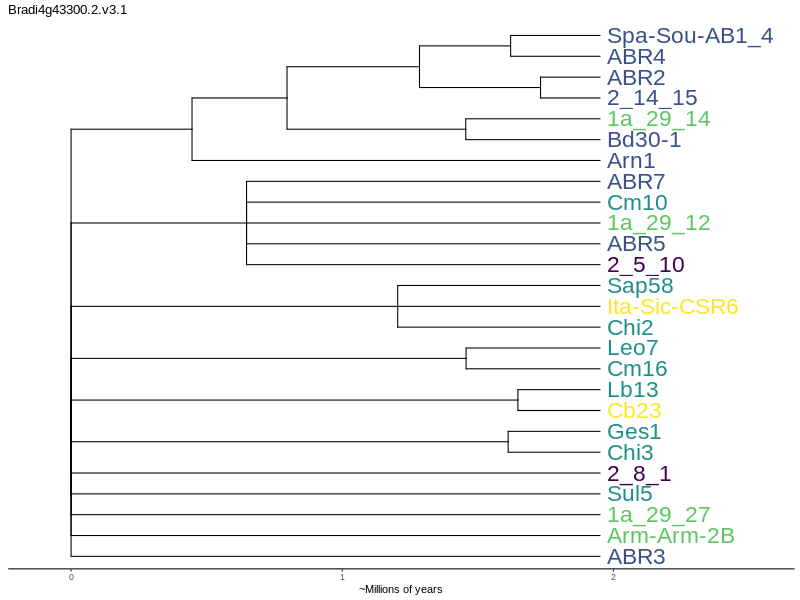 Bradi4g43300.2.v3.1
Spa-Sou-AB1_4
ABR4
ABR2
2_14_15
1a_29_14
Bd30-1
Arn1
ABR7
Cm10
1a_29_12
ABR5
2_5_10
Sap58
Ita-Sic-CSR6
Chi2
Leo7
Cm16
Lb13
Cb23
Ges1
Chi3
2_8_1
Sul5
1a_29_27
Arm-Arm-2B
ABR3
0 1 2
~Millions of years